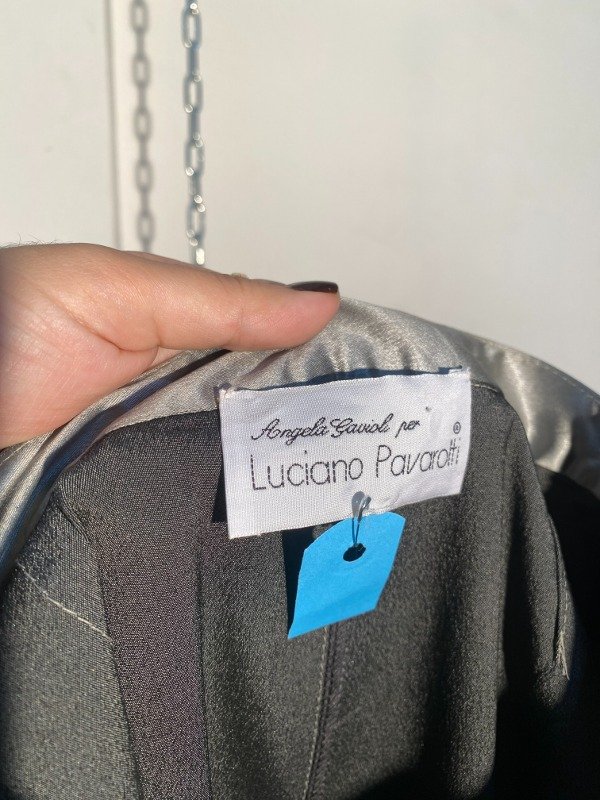 Angela Gavioli per
®
Luciano Pavarotti